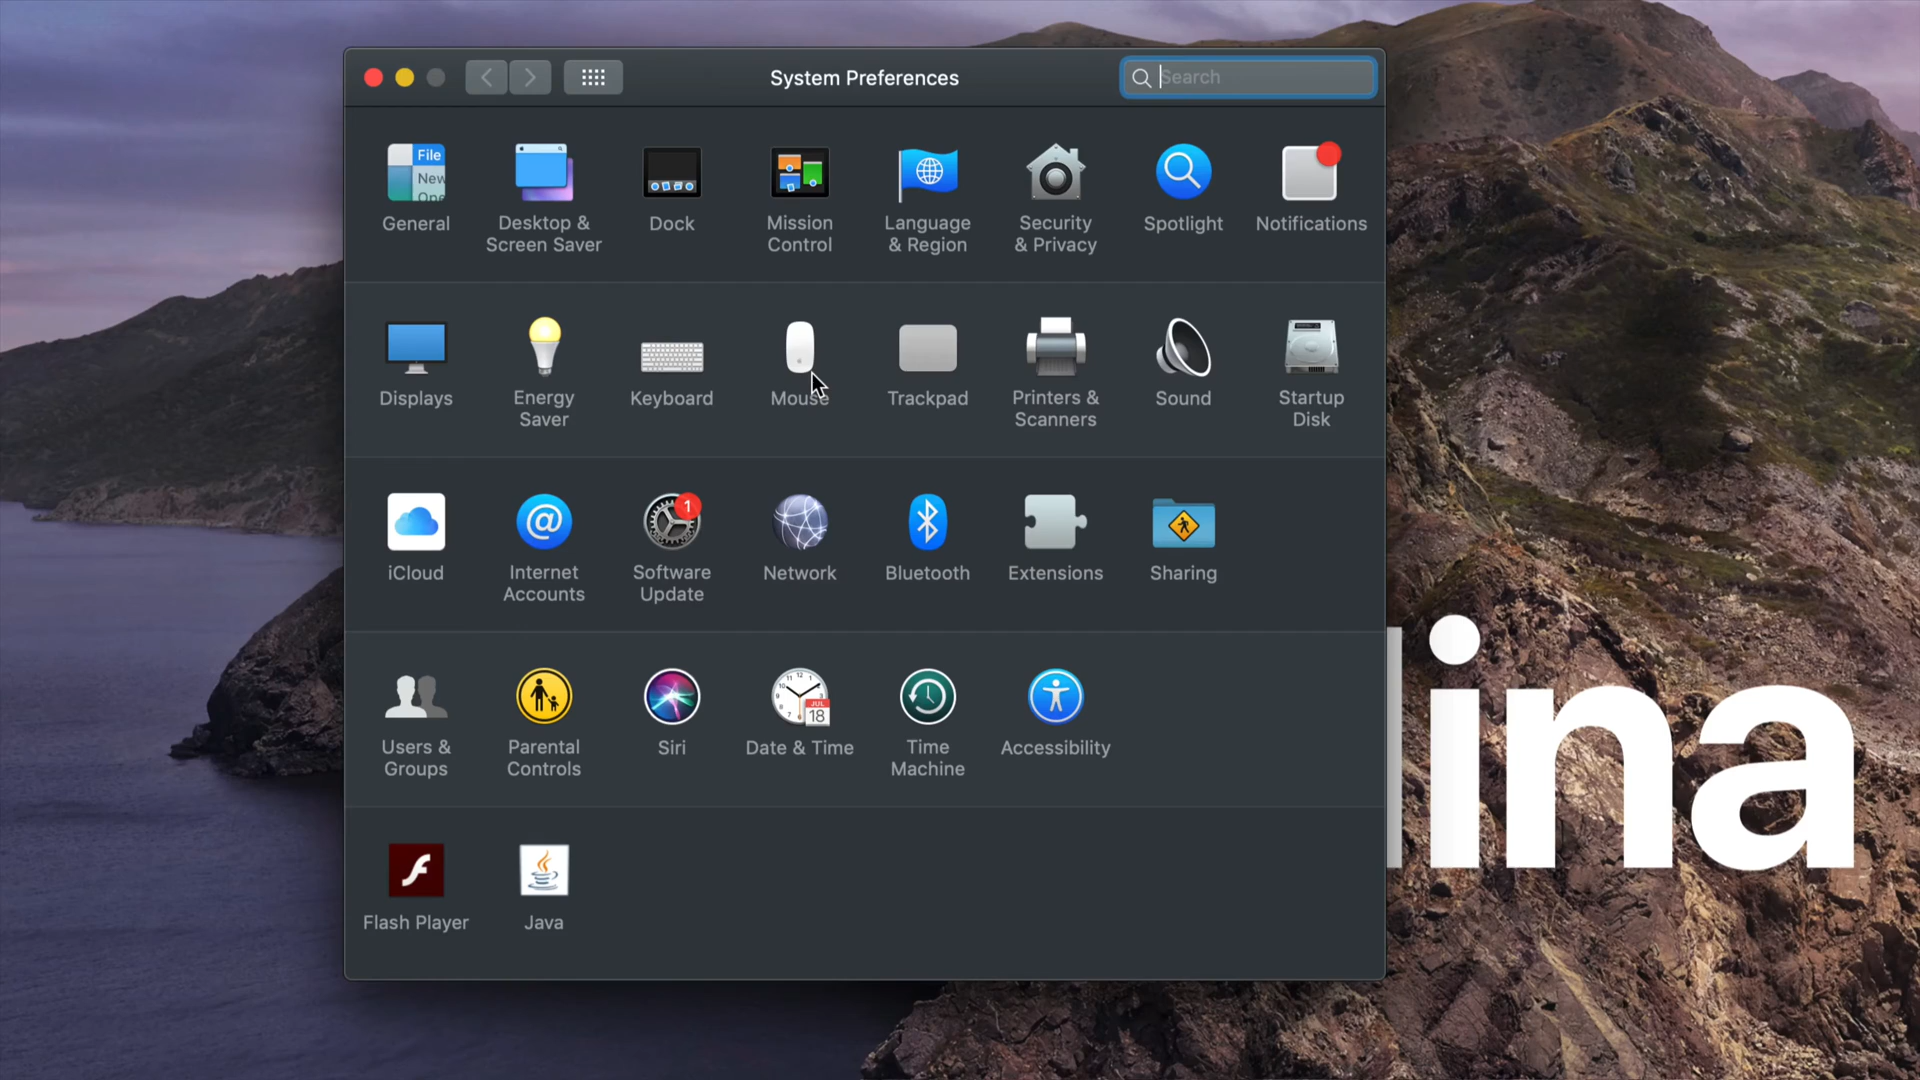 System Preferences
Search
File
New
Ope
General
Desktop &
Screen Saver
Dock
Mission
Control
Language
& Region
Security
& Privacy
Spotlight
Notifications
Displays
Energy
Saver
Keyboard
Mouse
Trackpad
Printers &
Scanners
Sound
Startup
Disk
1
iCloud
Internet
Accounts
Software
Update
Network
Bluetooth
Extensions
Sharing
JUL
18
Users &
Groups
Parental
Controls
Siri
Date & Time
Time
Machine
Accessibility
lina
Flash Player
Java